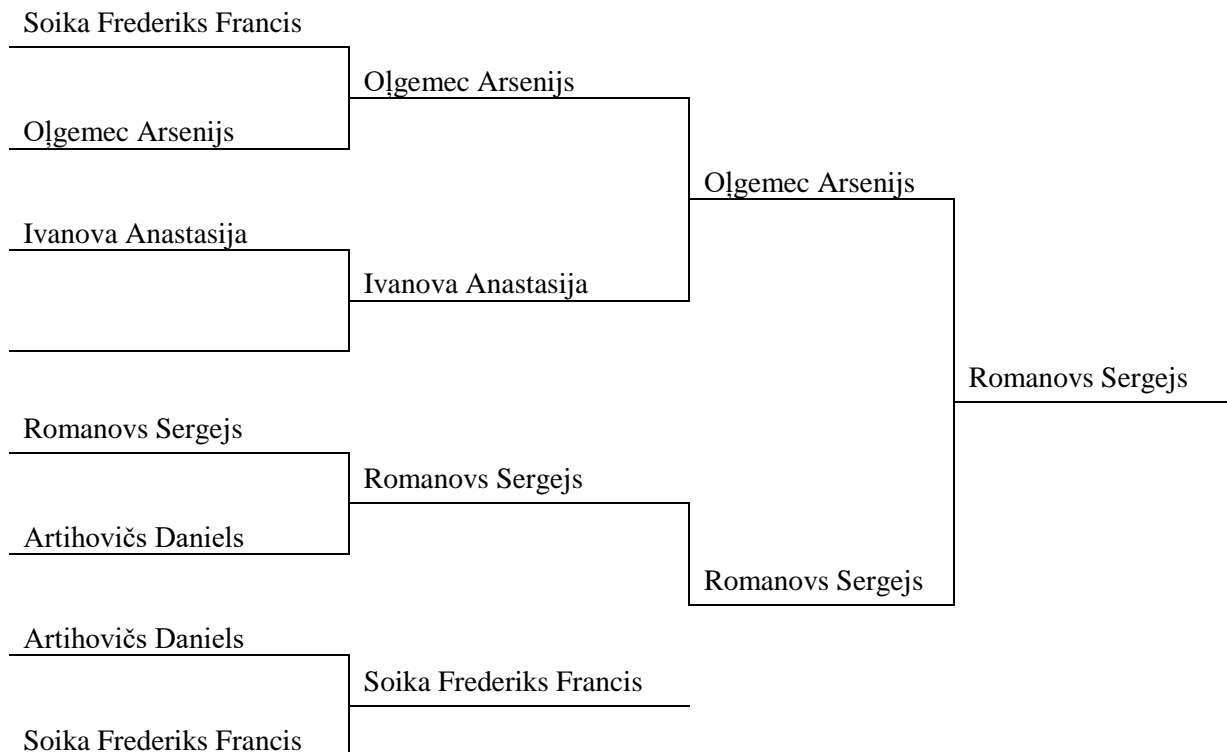 Soika Frederiks Francis
Oļgemec Arsenijs
Oļgemec Arsenijs
Oļgemec Arsenijs
Ivanova Anastasija
Ivanova Anastasija
Romanovs Sergejs
Romanovs Sergejs
Romanovs Sergejs
Artihovičs Daniels
Romanovs Sergejs
Artihovičs Daniels
Soika Frederiks Francis
Soika Frederiks Francis